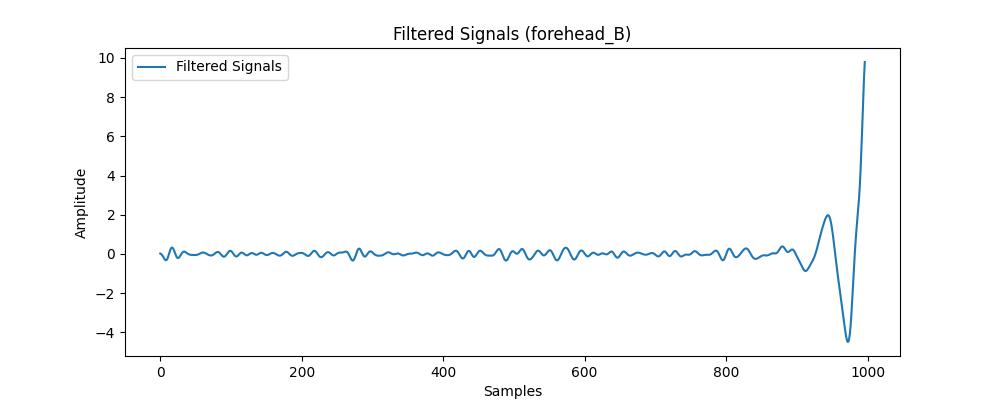 Filtered Signals (forehead_B)
Filtered Signals
10
8
6
4
2
0
−2
−4
Amplitude
0 200 400 600 800 1000
Samples